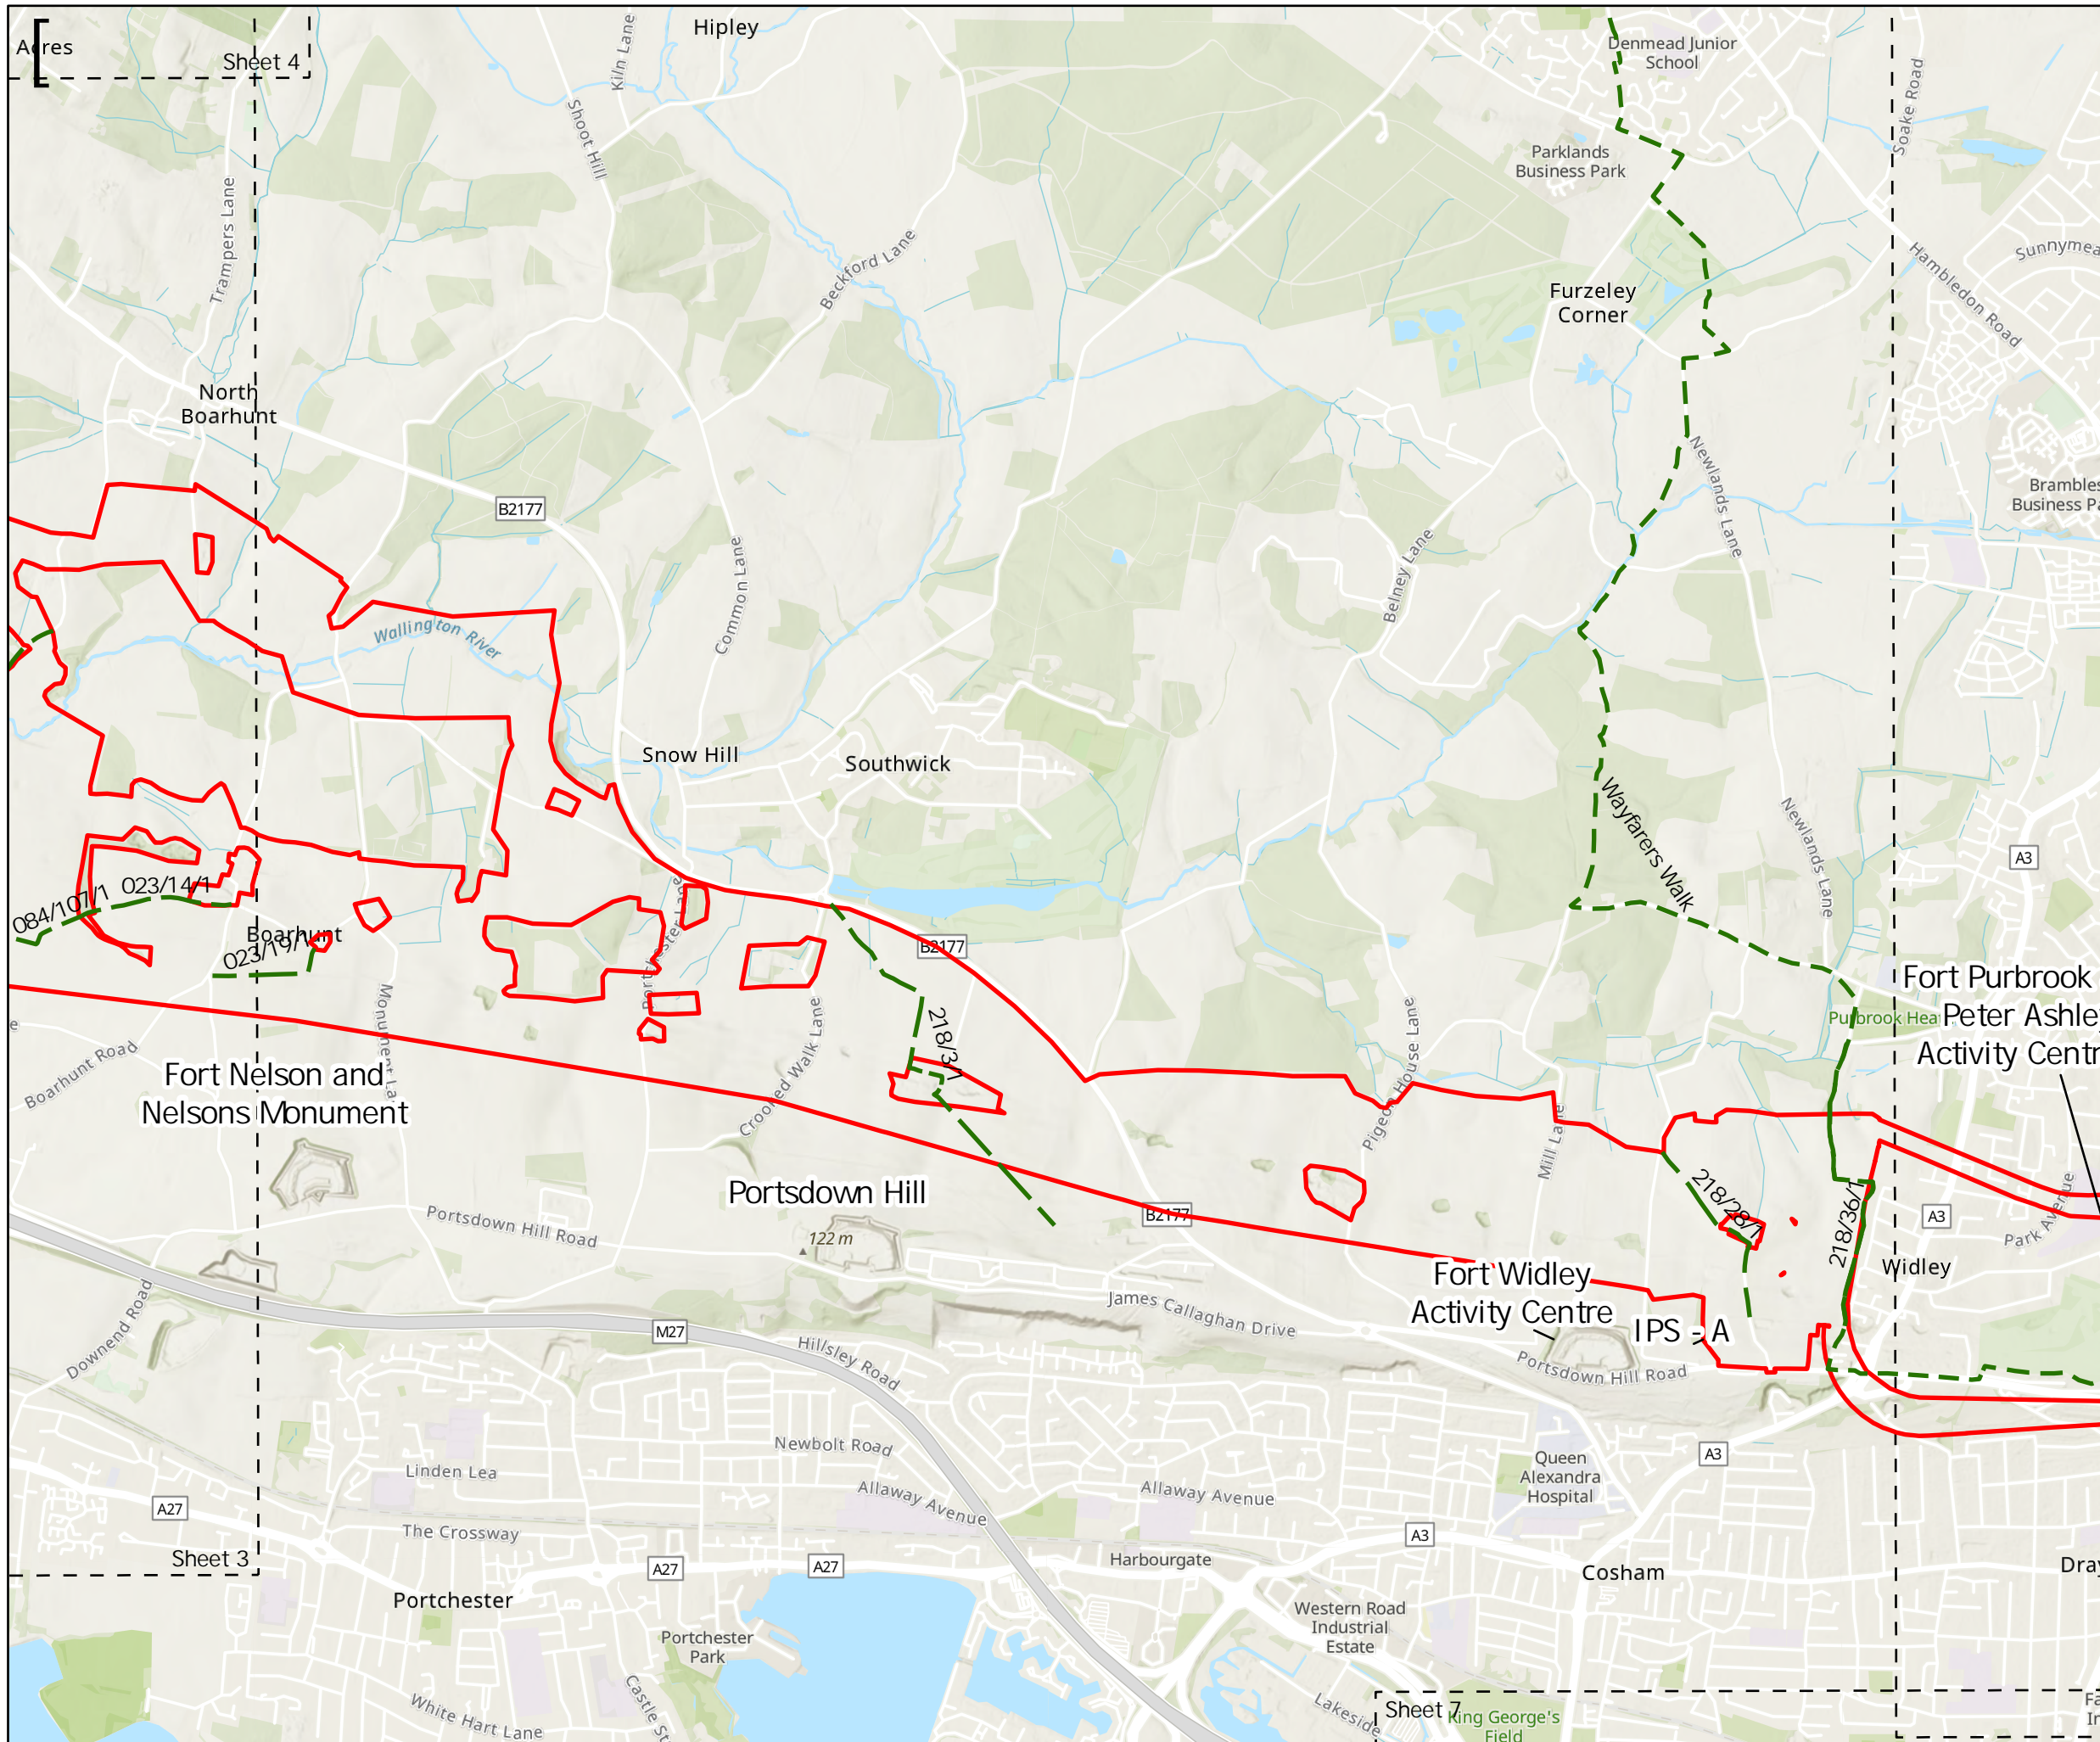 Acres
[
Sheet 4
Hipley
Kiln Lane
Shoot Hill
Denmead Junior
School
Soake Road
Parklands
Business Park
Trampers Lane
Beckford Lane
Hambledon Road
Furzeley
Corner
North
Boarhunt
B2177
Newlands Lane
Common Lane
Belney Lane
Wallington River
Snow Hill
Southwick
Wayfarers Walk
Newlands Lane
A3
084/107/1
023/14/1
Boarhunt
023/19/1
B2177
Monument La
Crooked Walk Lane
218/3/1
Pigeon House Lane
Fort Purbrook
Activity Centr
Boarhunt Road
Fort Nelson and
Nelsons Monument
Mill Lane
Portsdown Hill
B2177
218/28/1
218/36/1
A3
Park Avenue
Portsdown Hill Road
122 m
Widley
Fort Widley
Activity Centre
IPS - A
Downend Road
James Callaghan Drive
M27
Hillsley Road
Portsdown Hill Road
Newbolt Road
Linden Lea
Allaway Avenue
Allaway Avenue
Queen
Alexandra
Hospital
A3
A27
The Crossway
A3
Sheet 3
A27
A27
Harbourgate
Cosham
Portchester
Portchester
Park
Western Road
Industrial
Estate
White Hart Lane
Castle St
Lakeside
Sheet 7
King George's
Field